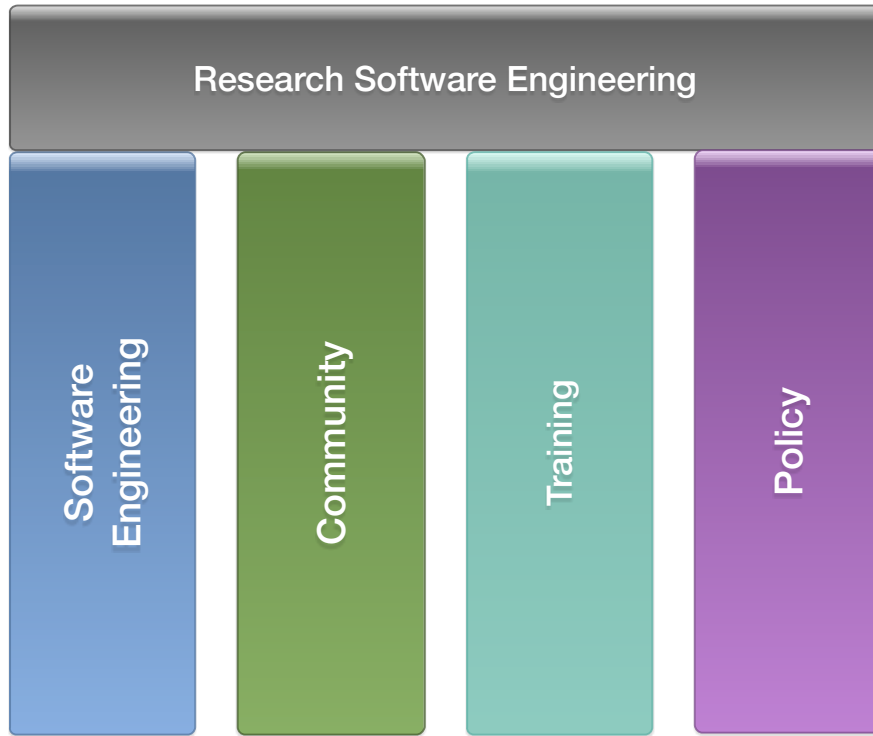 Research Software Engineering
Software
Engineering
Community
Training
Policy